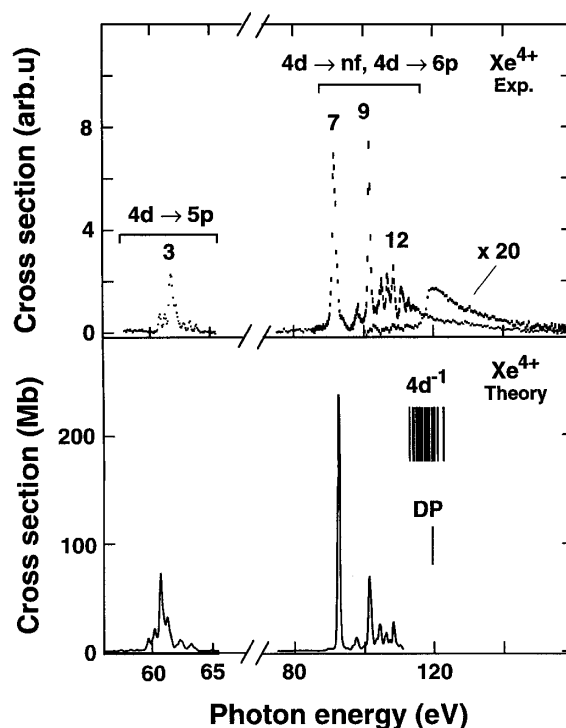 4d → nf, 4d → 6p
Xe4+
Exp.
Cross section (arb.u)
8
4
0
7
9
4d → 5p
3
12
x 20
Xe4+
Theory
4d-1
DP
Cross section (Mb)
200
100
0
60
65
80
120
Photon energy (eV)